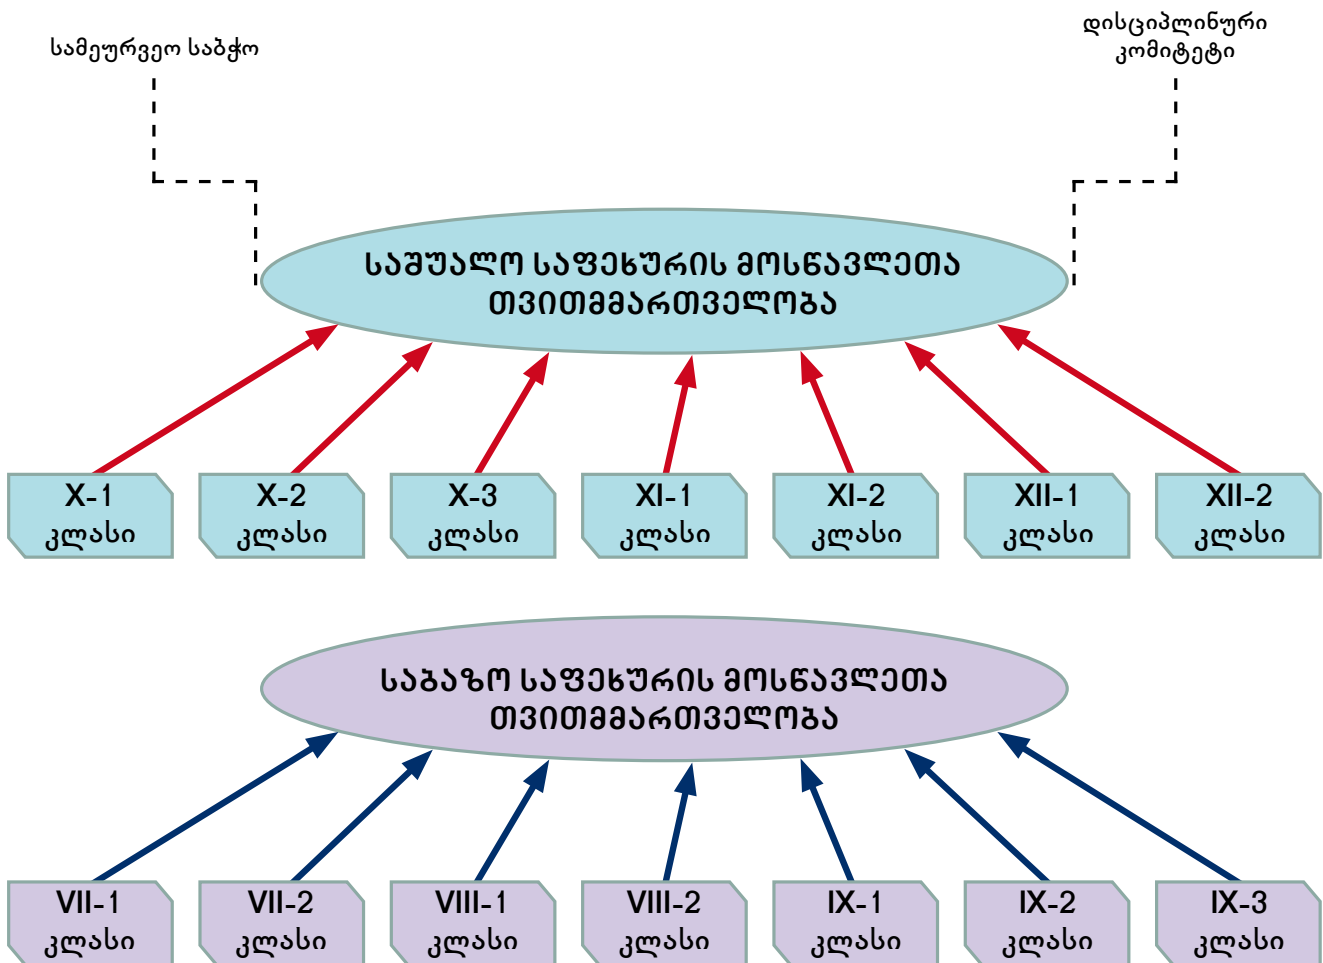 სამეურვეო საბჭო
დისციპლინური
კომიტეტი
საშუალო საფეხურის მოსწავლეთა
თვითმმართველობა
X-1
კლასი
X-2
კლასი
X-3
კლასი
XI-1
კლასი
XI-2
კლასი
XII-1
კლასი
XII-2
კლასი
საბაზო საფეხურის მოსწავლეთა
თვითმმართველობა
VII-1
კლასი
VII-2
კლასი
VIII-1
კლასი
VIII-2
კლასი
IX-1
კლასი
IX-2
კლასი
IX-3
კლასი